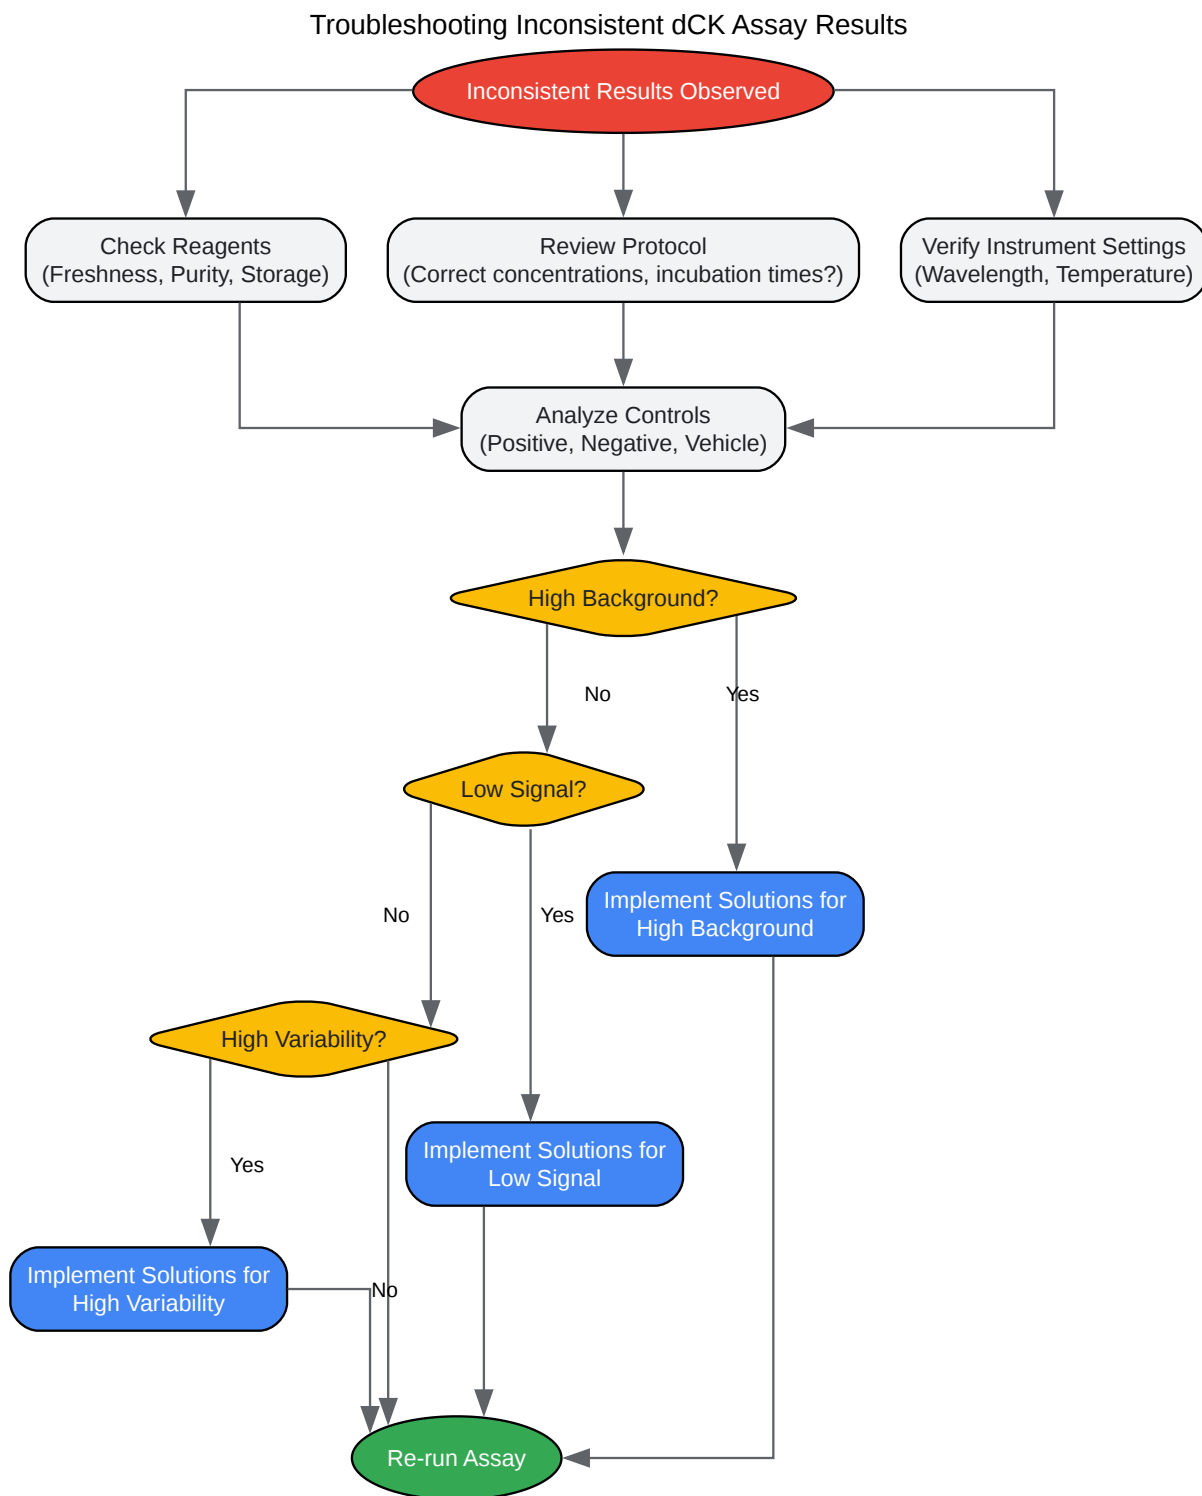 Troubleshooting Inconsistent dCK Assay Results
Inconsistent Results Observed
Check Reagents
(Freshness, Purity, Storage)
Review Protocol
(Correct concentrations, incubation times?)
Verify Instrument Settings
(Wavelength, Temperature)
Analyze Controls
(Positive, Negative, Vehicle)
High Background?
No
Yes
Low Signal?
Implement Solutions for
High Background
No
Yes
High Variability?
Implement Solutions for
Low Signal
Yes
Implement Solutions for
High Variability
No
Re-run Assay